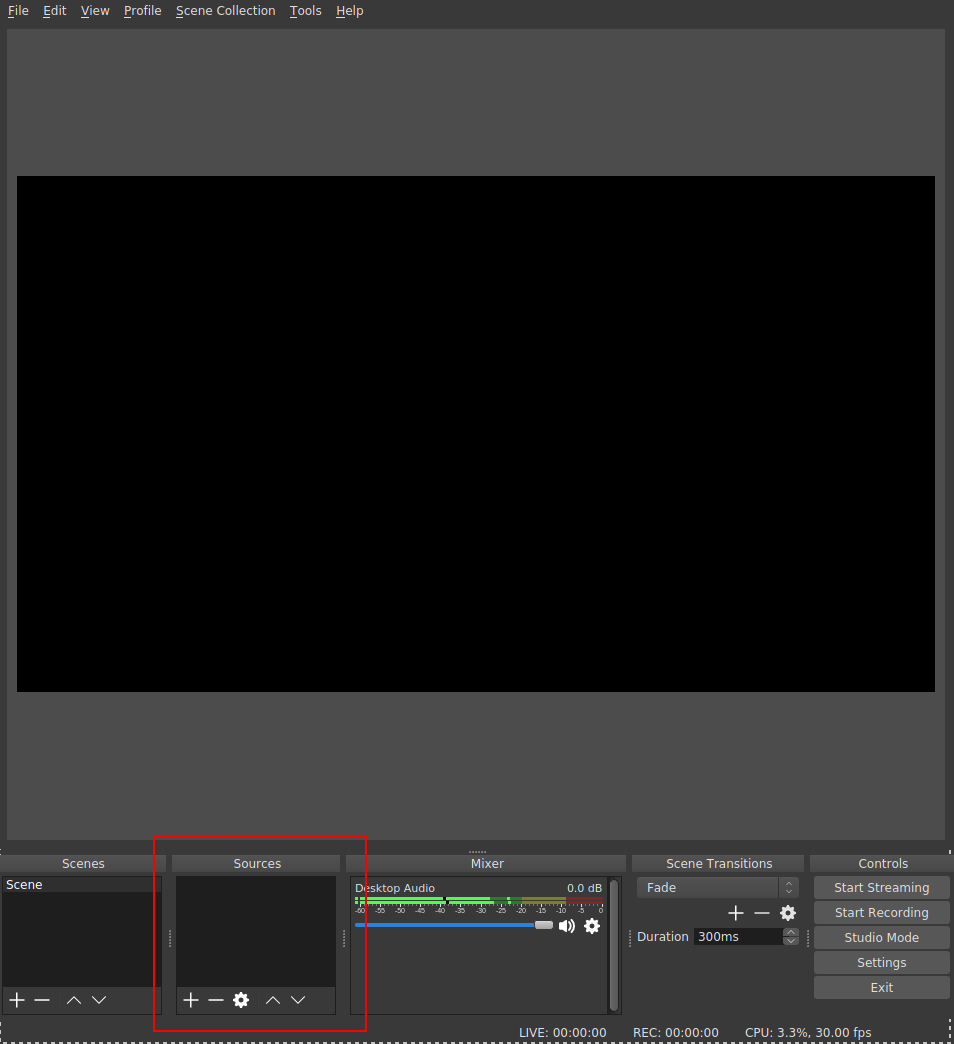 File Edit View Profile Scene Collection Tools Help
Scenes Sources Mixer Scene Transitions Controls
Scene
Desktop Audio 0.0 dB
-60 -55 -50 -45 -40 -35 -30 -25 -20 -15 -10 -5 0
Fade
Duration 300ms
Start Streaming
Start Recording
Studio Mode
Settings
Exit
LIVE: 00:00:00 REC: 00:00:00 CPU: 3.3%, 30.00 fps